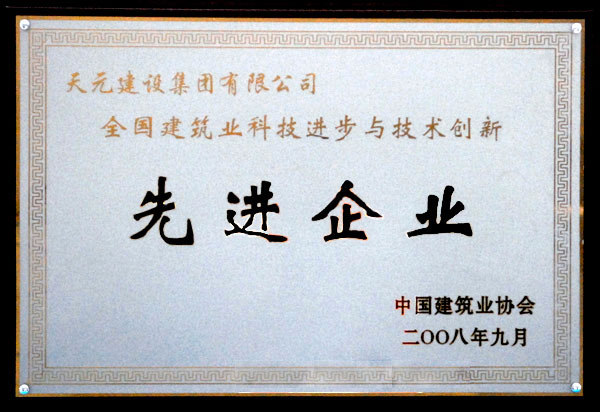 天元建设集团有限公司
全国建筑业科技进步与技术创新
先进企业
中国建筑业协会
二OO八年九月